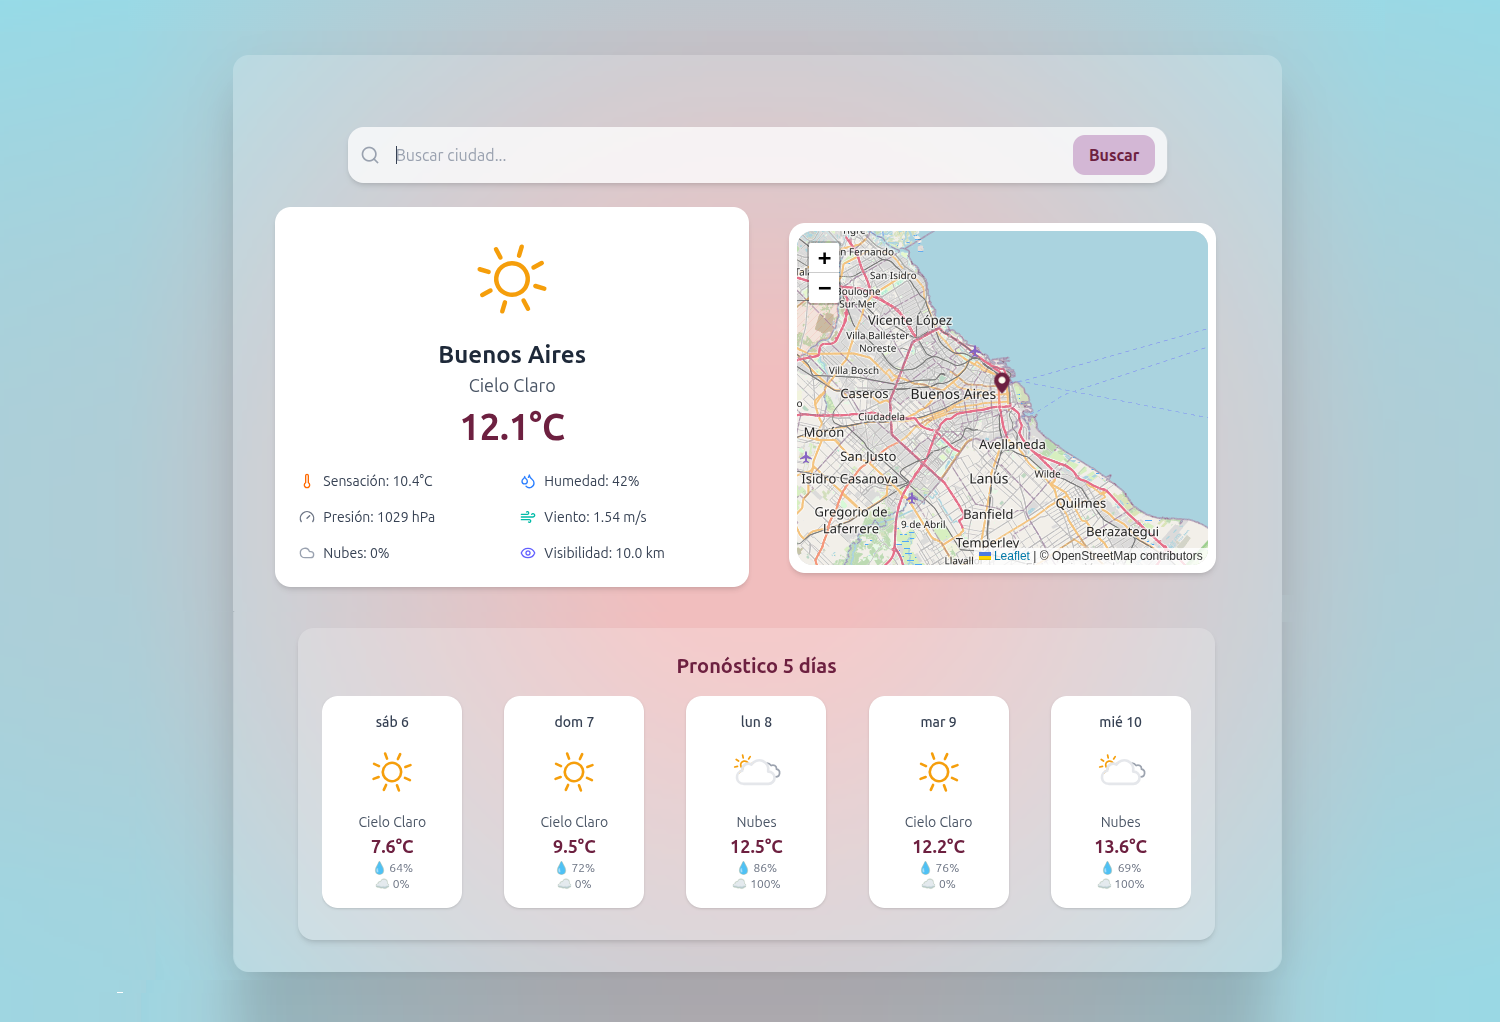 Buscar ciudad...
Buscar
Buenos Aires
Cielo Claro
12.1°C
Sensación: 10.4°C
Humedad: 42%
Presión: 1029 hPa
Viento: 1.54 m/s
Nubes: 0%
Visibilidad: 10.0 km
+
−
Tigre
n Fernando
San Isidro
Boulogne
Sur Mer
Vicente López
Villa Ballester
Noreste
Villa Bosch
Caseros
Buenos Aires
Ciudadela
Morón
Avellaneda
San Justo
Wilde
Isidro Casanova
Lanús
Quilmes
Gregorio de
Laferrere
Banfield
9 de Abril
Berazategui
Temperley
Llavall
Leaflet | © OpenStreetMap contributors
Pronóstico 5 días
sáb 6
Cielo Claro
7.6°C
64%
0%
dom 7
Cielo Claro
9.5°C
72%
0%
lun 8
Nubes
12.5°C
86%
100%
mar 9
Cielo Claro
12.2°C
76%
0%
mié 10
Nubes
13.6°C
69%
100%